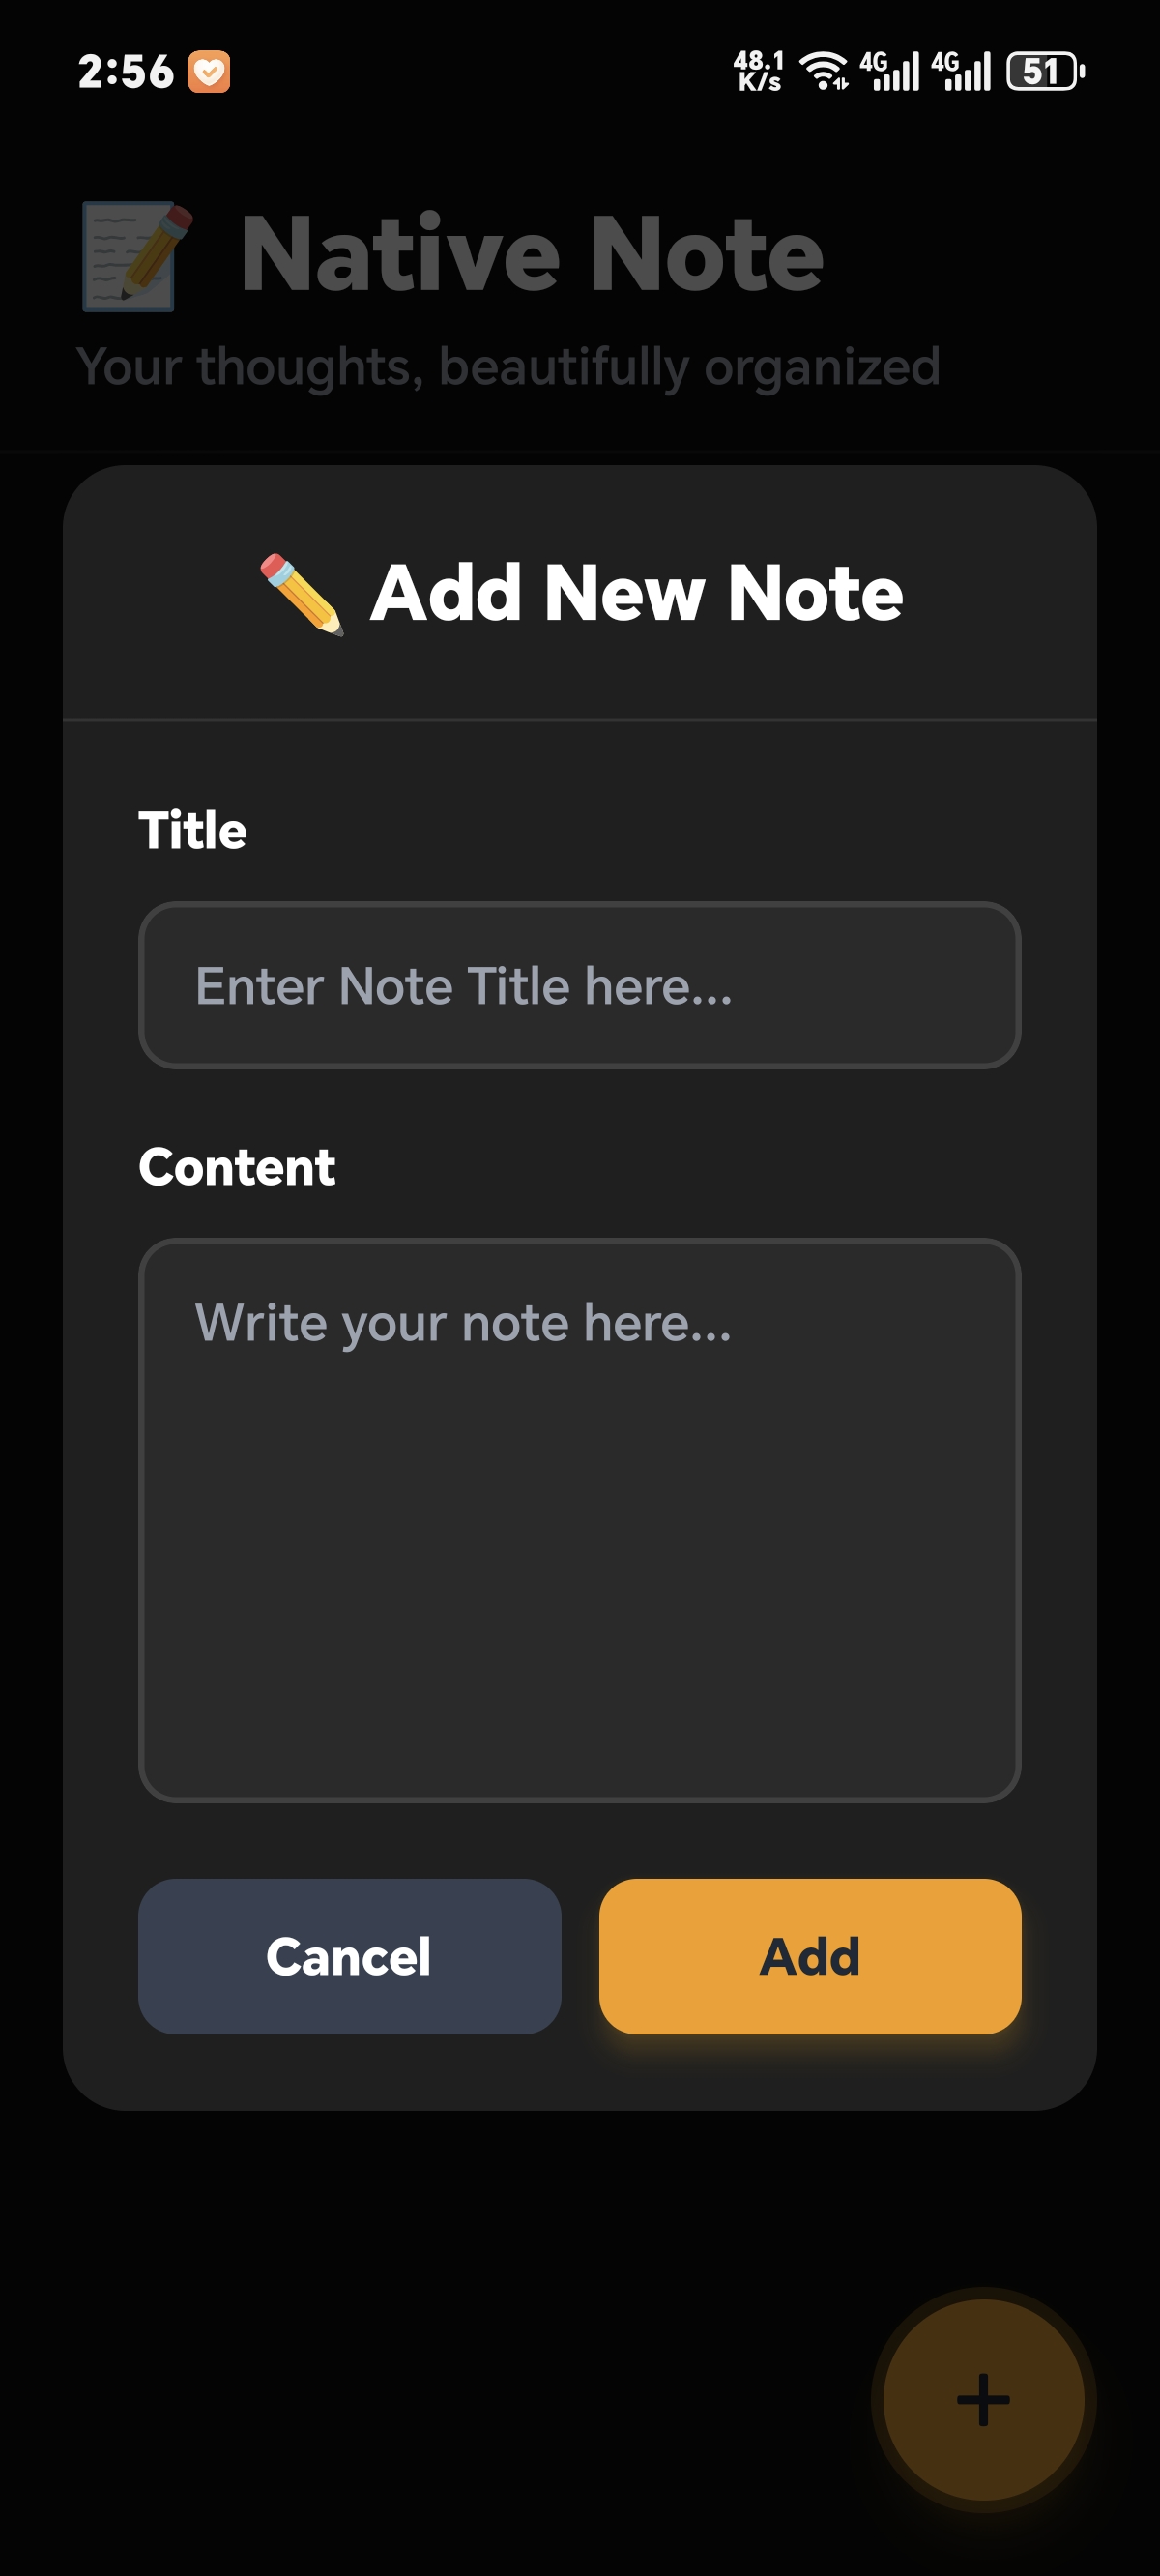 2:56 48.1 K/s 4G 4G 51
📝 Native Note
Your thoughts, beautifully organized
✏️ Add New Note
Title
Enter Note Title here...
Content
Write your note here...
Cancel Add
+